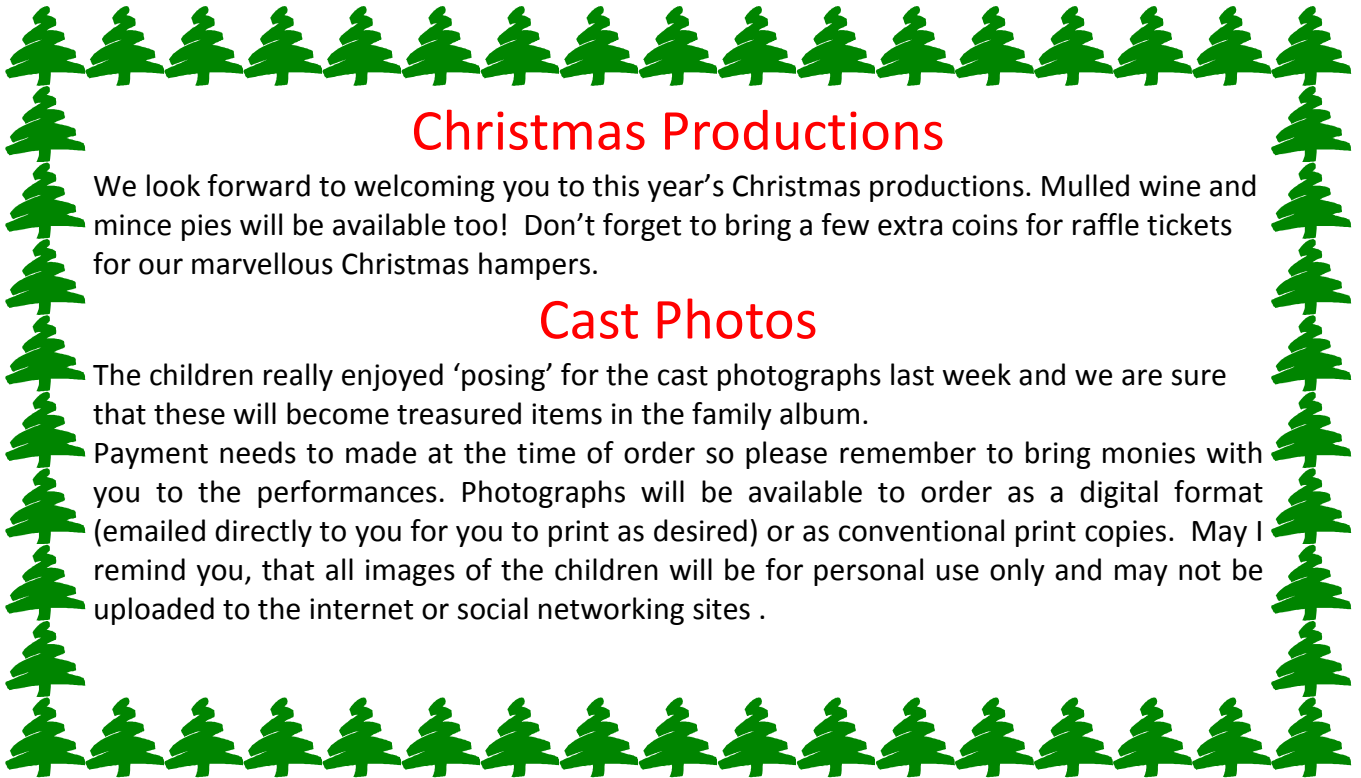 Christmas Productions
We look forward to welcoming you to this year’s Christmas productions. Mulled wine and
mince pies will be available too!  Don’t forget to bring a few extra coins for raffle tickets
for our marvellous Christmas hampers.
Cast Photos
The children really enjoyed ‘posing’ for the cast photographs last week and we are sure
that these will become treasured items in the family album.
Payment needs to made at the time of order so please remember to bring monies with
you to the performances. Photographs will be available to order as a digital format
(emailed directly to you for you to print as desired) or as conventional print copies.  May I
remind you, that all images of the children will be for personal use only and may not be
uploaded to the internet or social networking sites .